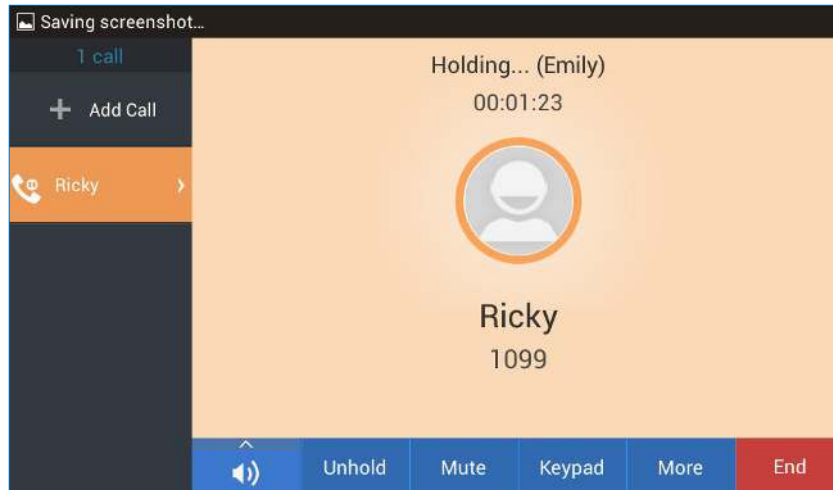 Saving screenshot...
1 call
Add Call
Ricky
Holding... (Emily)
00:01:23
Ricky
1099
Unhold
Mute
Keypad
More
End